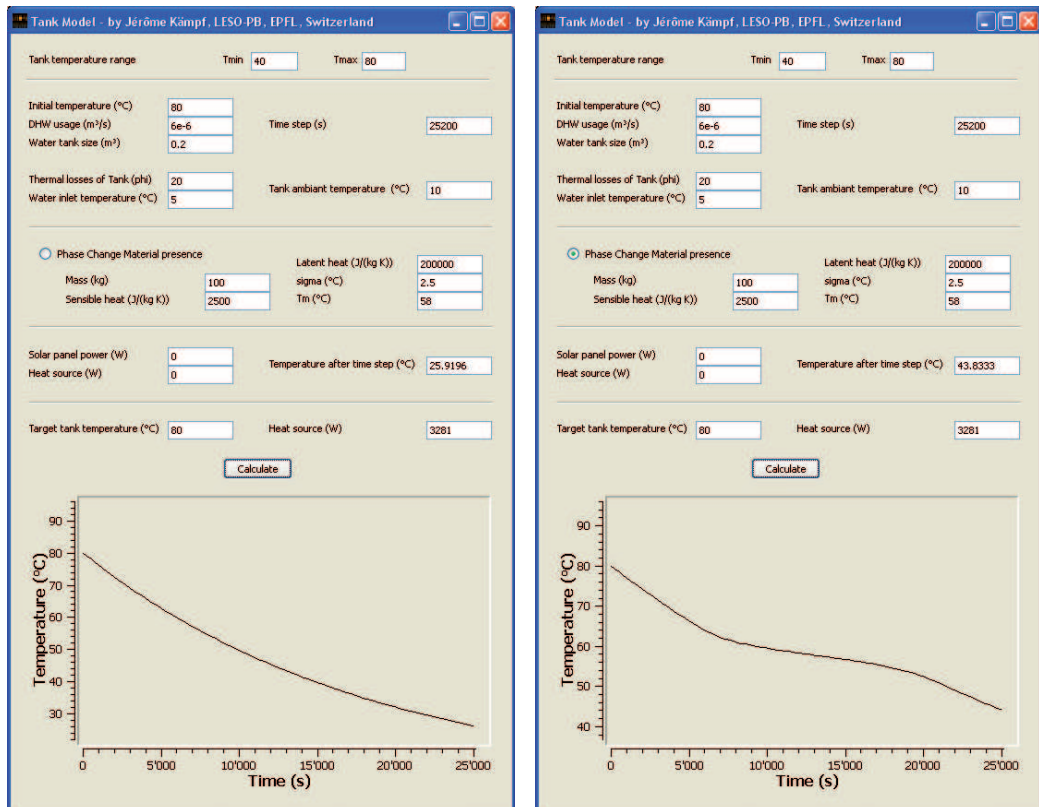 Tank Model - by Jérôme Kämpf, LESO-PB, EPFL, Switzerland
Tank temperature range Tmin 40 Tmax 80
Initial temperature (°C) 80
DHW usage (m³/s) 6e-6 Time step (s) 25200
Water tank size (m³) 0.2
Thermal losses of Tank (phi) 20 Tank ambiant temperature (°C) 10
Water inlet temperature (°C) 5
Phase Change Material presence Latent heat (J/(kg K)) 200000
Mass (kg) 100 sigma (°C) 2.5
Sensible heat (J/(kg K)) 2500 Tm (°C) 58
Solar panel power (W) 0 Temperature after time step (°C) 25.9196
Heat source (W) 0
Target tank temperature (°C) 80 Heat source (W) 3281
Calculate
Temperature (°C)
90
80
70
60
50
40
30
0 5'000 10'000 15'000 20'000 25'000
Time (s)
Tank Model - by Jérôme Kämpf, LESO-PB, EPFL, Switzerland
Tank temperature range Tmin 40 Tmax 80
Initial temperature (°C) 80
DHW usage (m³/s) 6e-6 Time step (s) 25200
Water tank size (m³) 0.2
Thermal losses of Tank (phi) 20 Tank ambiant temperature (°C) 10
Water inlet temperature (°C) 5
Phase Change Material presence Latent heat (J/(kg K)) 200000
Mass (kg) 100 sigma (°C) 2.5
Sensible heat (J/(kg K)) 2500 Tm (°C) 58
Solar panel power (W) 0 Temperature after time step (°C) 43.8333
Heat source (W) 0
Target tank temperature (°C) 80 Heat source (W) 3281
Calculate
Temperature (°C)
90
80
70
60
50
40
0 5'000 10'000 15'000 20'000 25'000
Time (s)